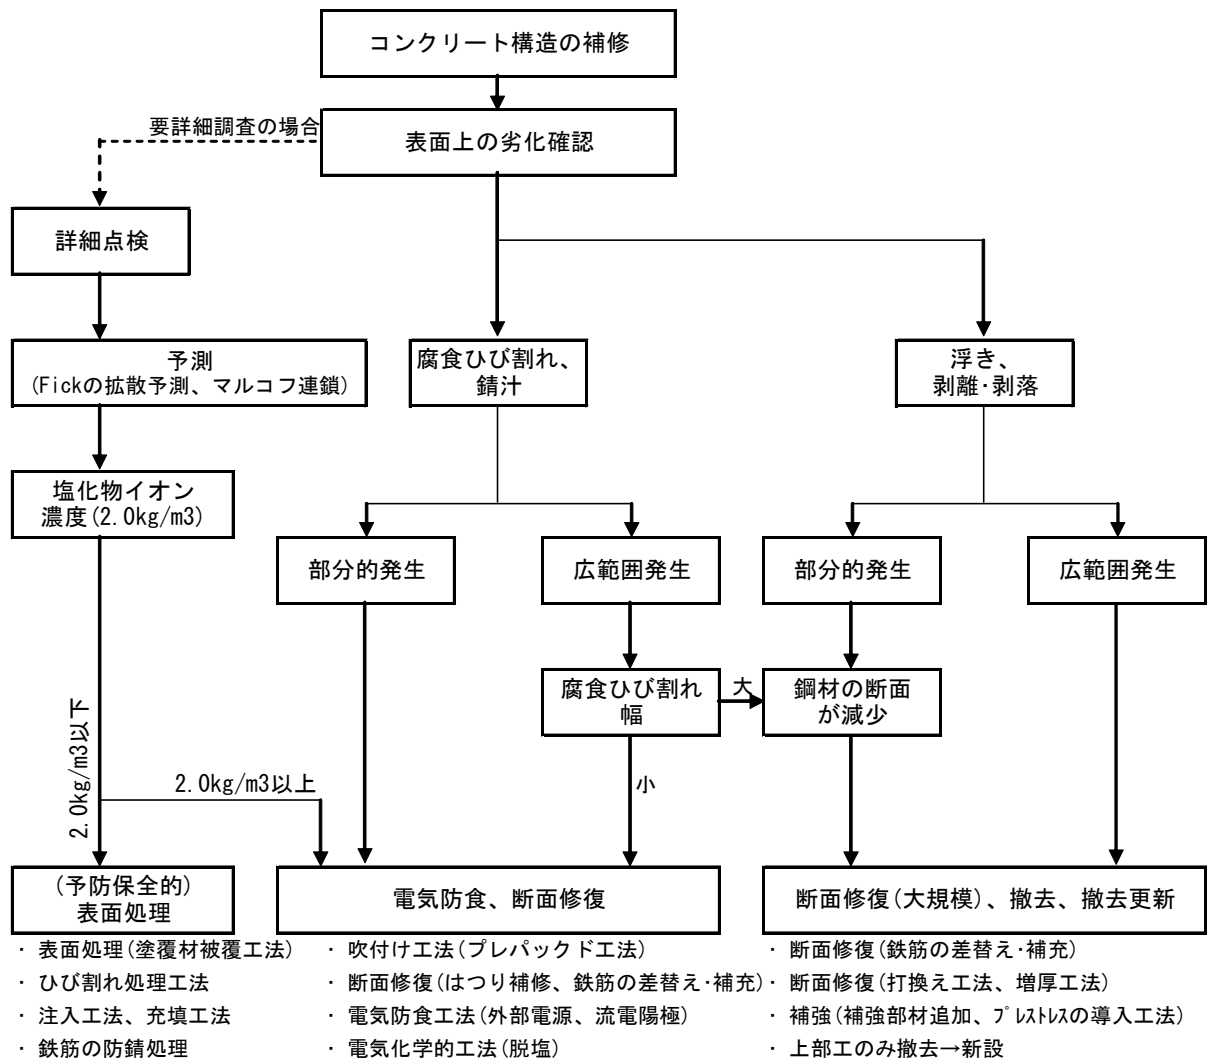 コンクリート構造の補修
要詳細調査の場合
表面上の劣化確認
詳細点検
予測
(Fickの拡散予測、マルコフ連鎖)
腐食ひび割れ、
錆汁
浮き、
剥離・剥落
塩化物イオン
濃度(2.0kg/m3)
部分的発生
広範囲発生
部分的発生
広範囲発生
腐食ひび割れ
幅
大
鋼材の断面
が減少
2.0kg/m3以下
2.0kg/m3以上
小
(予防保全的)
表面処理
電気防食、断面修復
断面修復(大規模)、撤去、撤去更新
・ 表面処理(塗覆材被覆工法)
・ ひび割れ処理工法
・ 注入工法、充填工法
・ 鉄筋の防錆処理
・ 吹付け工法(プレパックド工法)
・ 断面修復(はつり補修、鉄筋の差替え・補充)
・ 電気防食工法(外部電源、流電陽極)
・ 電気化学的工法(脱塩)
・ 断面修復(鉄筋の差替え・補充)
・ 断面修復(打換え工法、増厚工法)
・ 補強(補強部材追加、プレストレスの導入工法)
・ 上部工のみ撤去→新設